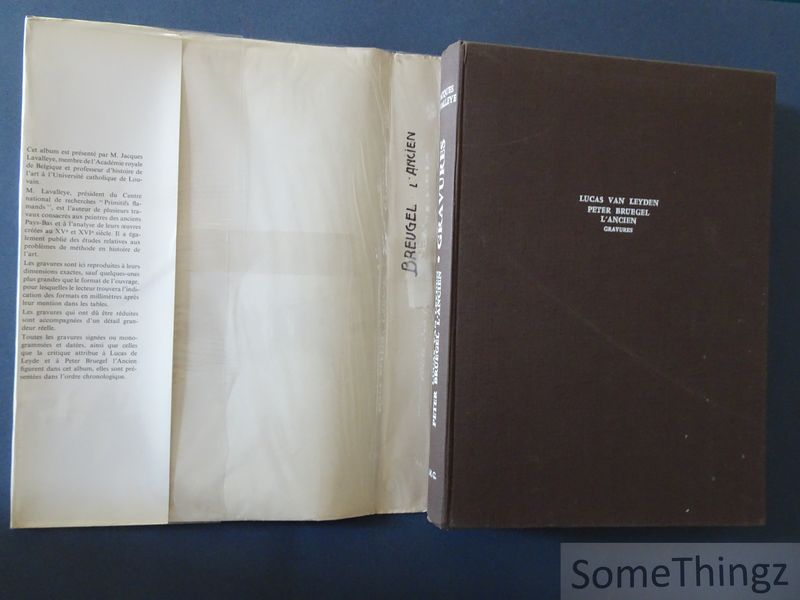 Cet album est présenté par M. Jacques
Lavalleye, membre de l'Académie royale
de Belgique et professeur d'histoire de
l'art à l'Université catholique de Lou-
vain.
M. Lavalleye, président du Centre
national de recherches "Primitifs fla-
mands", est l'auteur de plusieurs tra-
vaux consacrés aux peintres des anciens
Pays-Bas et à l'analyse de leurs œuvres
créées au XVe et XVIe siècle. Il a éga-
lement publié des études relatives aux
problèmes de méthode en histoire de
l'art.
Les gravures sont ici reproduites à leurs
dimensions exactes, sauf quelques-unes
plus grandes que le format de l'ouvrage,
pour lesquelles le lecteur trouvera l'indi-
cation des formats en millimètres après
leur mention dans les tables.
Les gravures qui ont dû être réduites
sont accompagnées d'un détail gran-
deur réelle.
Toutes les gravures signées ou mono-
grammées et datées, ainsi que celles
que la critique attribue à Lucas de
Leyde et à Peter Bruegel l'Ancien
figurent dans cet album, elles sont pré-
sentées dans l'ordre chronologique.
BREUGEL L'ANCIEN
PETER BRUEGEL L'ANCIEN • GRAVURES
LUCAS VAN LEYDEN
PETER BRUEGEL
L'ANCIEN
GRAVURES
SomeThingz